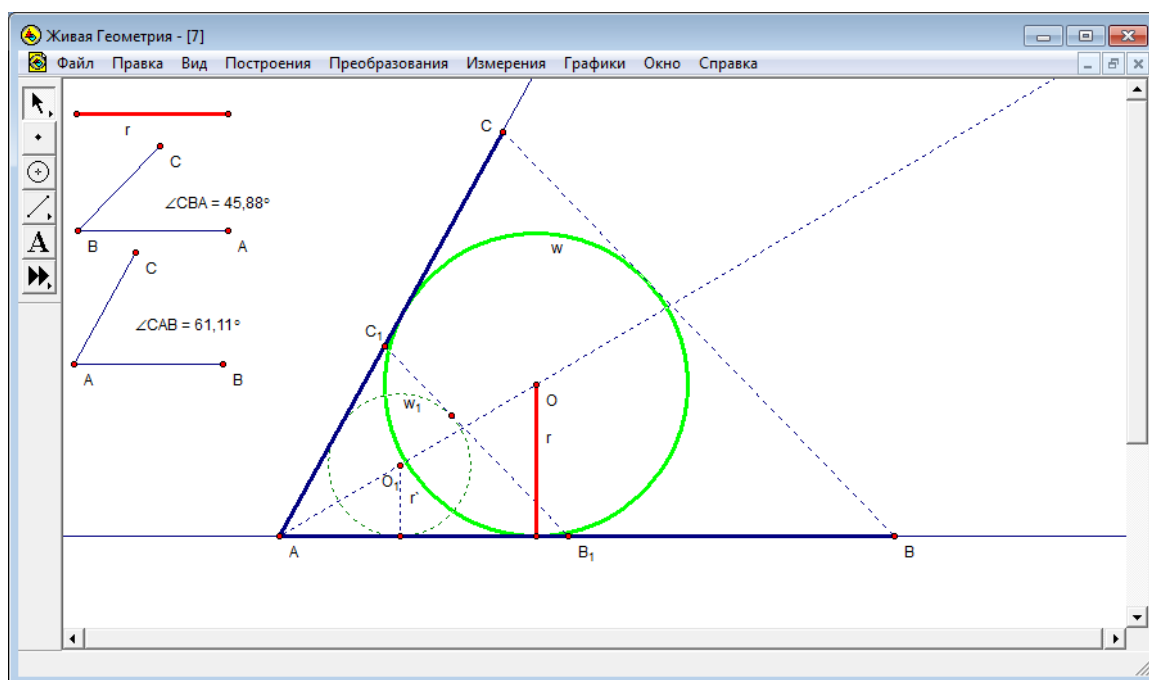 Живая Геометрия - [7]
Файл Правка Вид Построения Преобразования Измерения Графики Окно Справка
r
C
∠CBA = 45,88°
B A
C
∠CAB = 61,11°
A B
A
C
w
C₁
w₁
O
O₁
r`
r
A
B₁
B